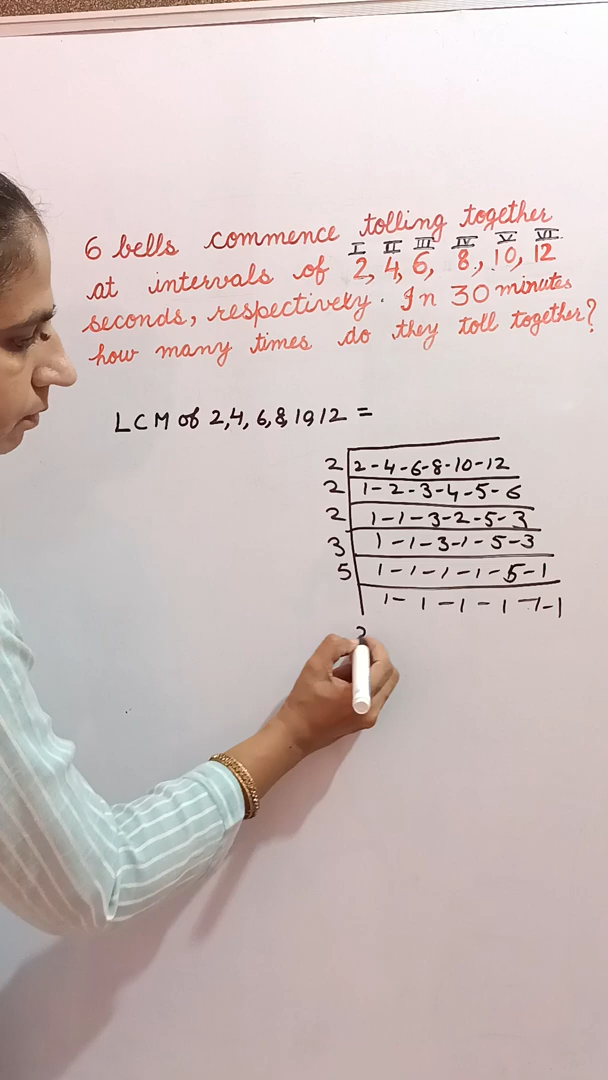 6 bells commence tolling together
I II III IV V VI
at intervals of 2, 4, 6, 8, 10, 12
seconds, respectively. In 30 minutes
how many times do they toll together?
LCM of 2,4,6,8,10,12 =
2 2-4-6-8-10-12
2 1-2-3-4-5-6
2 1-1-3-2-5-3
3 1-1-3-1-5-3
5 1-1-1-1-5-1
1-1-1-1-1-1